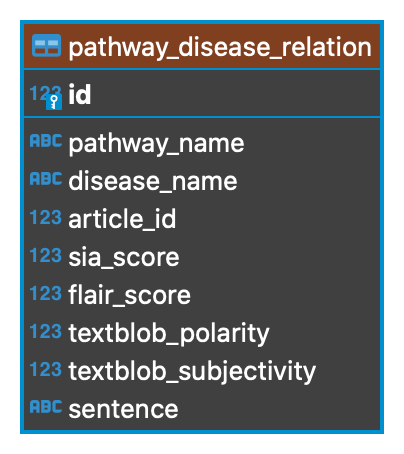 pathway_disease_relation
123 id
ABC pathway_name
ABC disease_name
123 article_id
123 sia_score
123 flair_score
123 textblob_polarity
123 textblob_subjectivity
ABC sentence